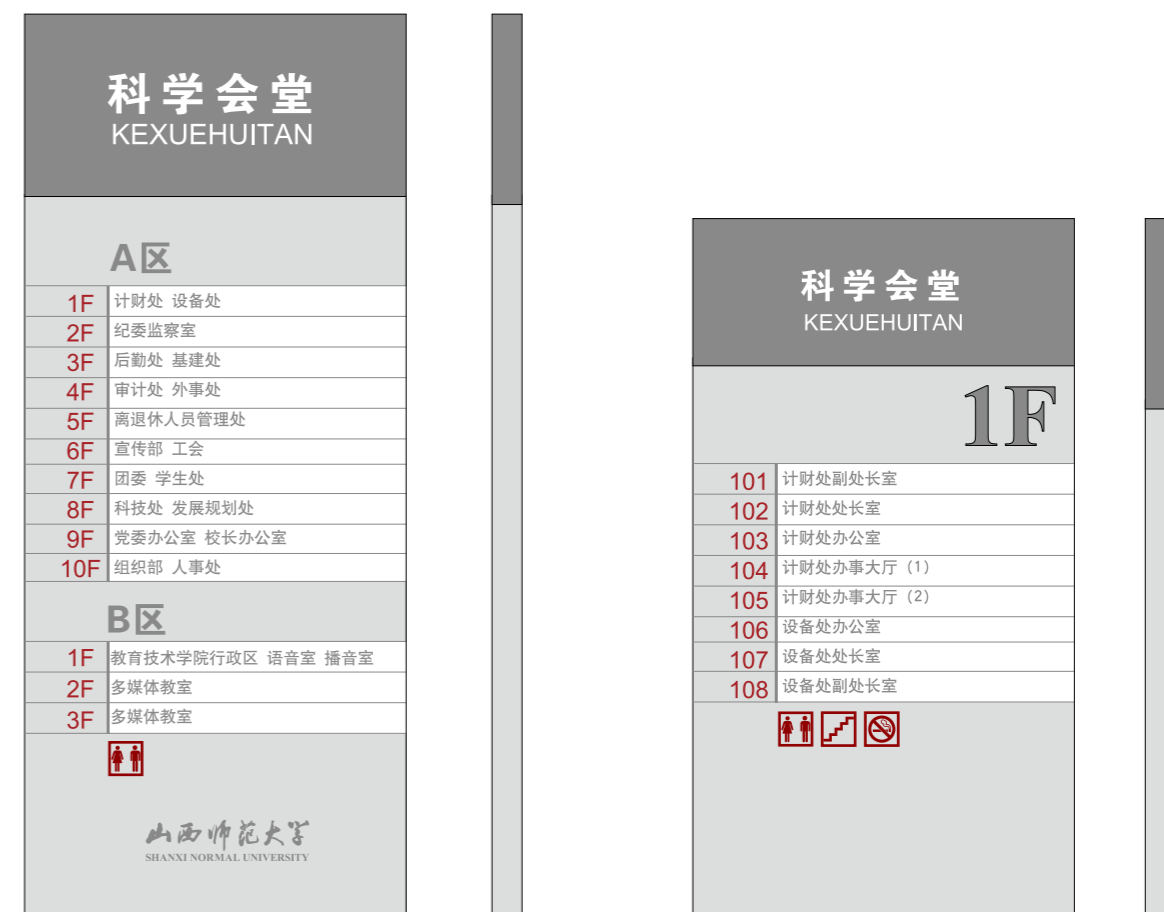 科学会堂
KEXUEHUITAN
A区
1F 计财处 设备处
2F 纪委监察室
3F 后勤处 基建处
4F 审计处 外事处
5F 离退休人员管理处
6F 宣传部 工会
7F 团委 学生处
8F 科技处 发展规划处
9F 党委办公室 校长办公室
10F 组织部 人事处
B区
1F 教育技术学院行政区 语音室 播音室
2F 多媒体教室
3F 多媒体教室
山西师范大学
SHANXI NORMAL UNIVERSITY
科学会堂
KEXUEHUITAN
1F
101 计财处副处长室
102 计财处处长室
103 计财处办公室
104 计财处办事大厅（1）
105 计财处办事大厅（2）
106 设备处办公室
107 设备处处长室
108 设备处副处长室